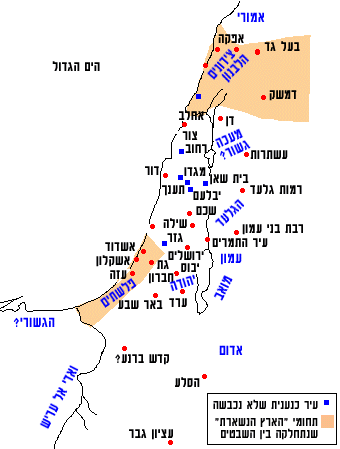 אמורי
אפקה
בעל גד
צידונים
הלבנון
הים הגדול
דמשק
אחלב
דן
צור
מעכה
רחוב
גשור?
עשתרות
דור
מגדו
בית שאן
תענך
יבלעם
רמות גלעד
הגלעד
שכם
שילה
רבת בני עמון
גזר
עיר התמרים
אשדוד
ירושלים
עמון
אשקלון
יבוס
גת
עזה
חברון
יהודה
מואב
פלשתים
ערד
באר שבע
הגשורי?
קדש ברנע?
אדום
ואדי אל עריש
הסלע
עציון גבר
עיר כנענית שלא נכבשה
תחומי "הארץ הנשארת"
שנתחלקה בין השבטים